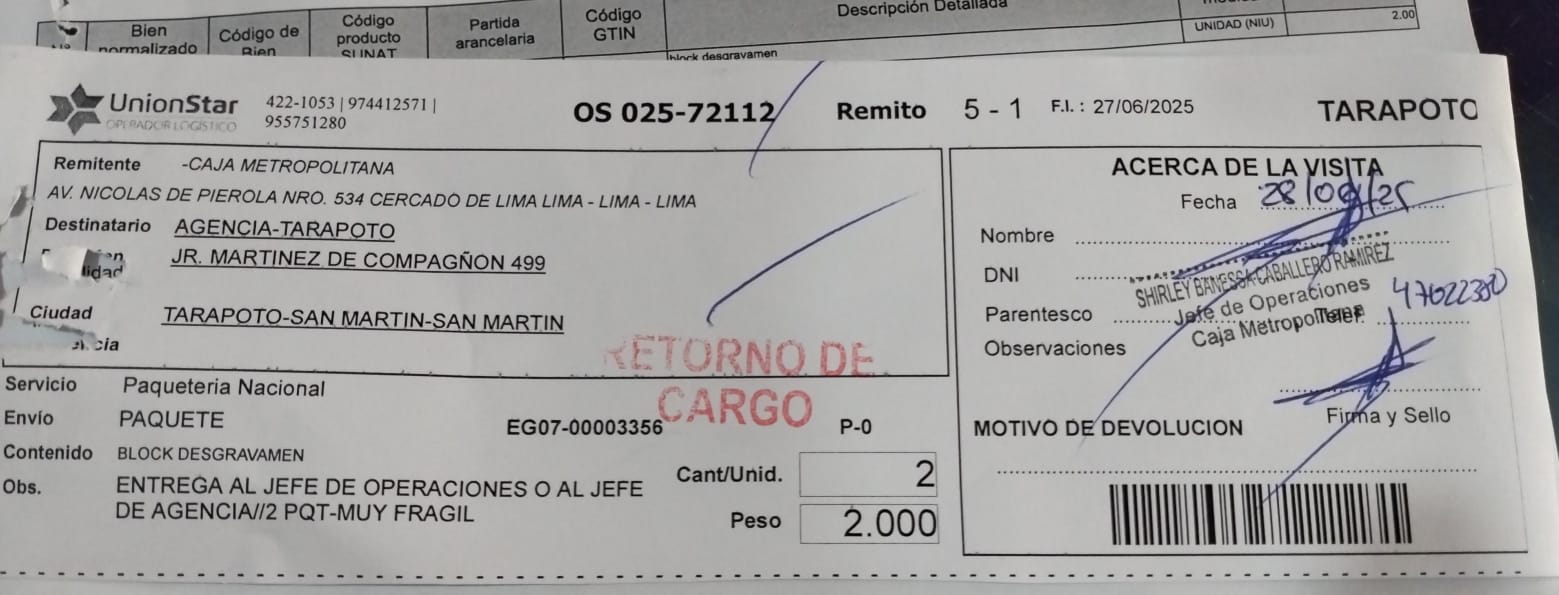 Bien
normalizado
Código de
Bien
Código
producto
SUNAT
Partida
arancelaria
Código
GTIN
Descripción Detallada
UNIDAD (NIU)
2.00
block desgravamen
UnionStar
OPERADOR LOGÍSTICO
422-1053 | 974412571 |
955751280
OS 025-72112
Remito 5 - 1
F.I. : 27/06/2025
TARAPOTO
Remitente -CAJA METROPOLITANA
AV. NICOLAS DE PIEROLA NRO. 534 CERCADO DE LIMA LIMA - LIMA - LIMA
Destinatario AGENCIA-TARAPOTO
JR. MARTINEZ DE COMPAGÑON 499
lidad
Ciudad TARAPOTO-SAN MARTIN-SAN MARTIN
cia
RETORNO DE
CARGO
Servicio Paqueteria Nacional
Envío PAQUETE
EG07-00003356
P-0
Contenido BLOCK DESGRAVAMEN
Obs. ENTREGA AL JEFE DE OPERACIONES O AL JEFE
DE AGENCIA//2 PQT-MUY FRAGIL
Cant/Unid. 2
Peso 2.000
ACERCA DE LA VISITA
Fecha
Nombre
DNI
SHIRLEY BANESSA CABALLERO RAMIREZ
Jefe de Operaciones
Caja Metropolitana
Parentesco
Telef.
Observaciones
Firma y Sello
MOTIVO DE DEVOLUCION